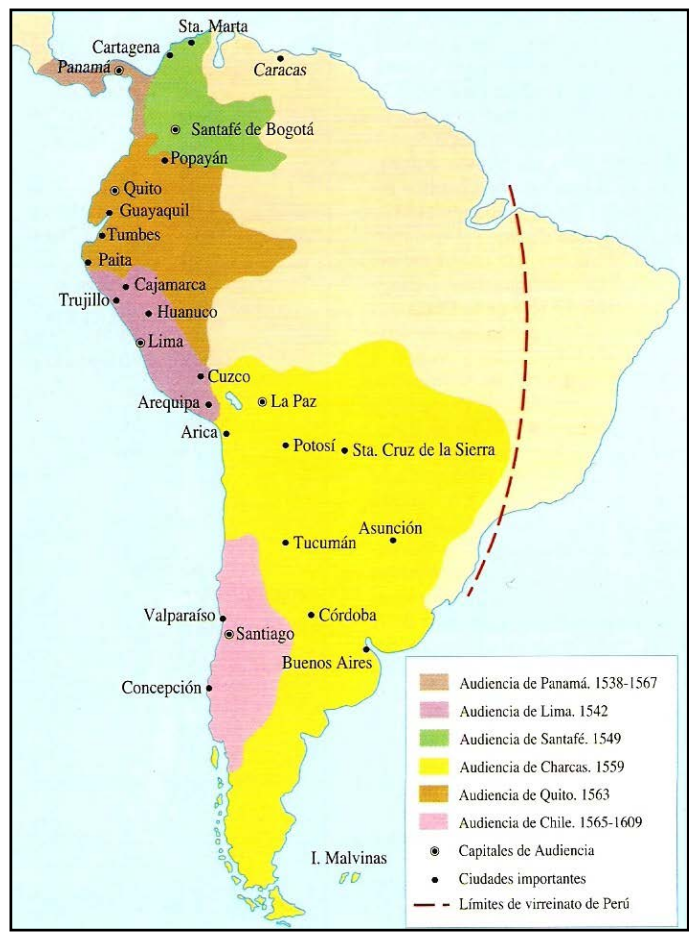 Sta. Marta
Cartagena
Panamá
Caracas
Santafé de Bogotá
Popayán
Quito
Guayaquil
Tumbes
Paita
Cajamarca
Trujillo
Huanuco
Lima
Cuzco
La Paz
Arequipa
Arica
Potosí
Sta. Cruz de la Sierra
Asunción
Tucumán
Valparaíso
Córdoba
Santiago
Buenos Aires
Concepción
I. Malvinas
Audiencia de Panamá. 1538-1567
Audiencia de Lima. 1542
Audiencia de Santafé. 1549
Audiencia de Charcas. 1559
Audiencia de Quito. 1563
Audiencia de Chile. 1565-1609
Capitales de Audiencia
Ciudades importantes
Límites de virreinato de Perú